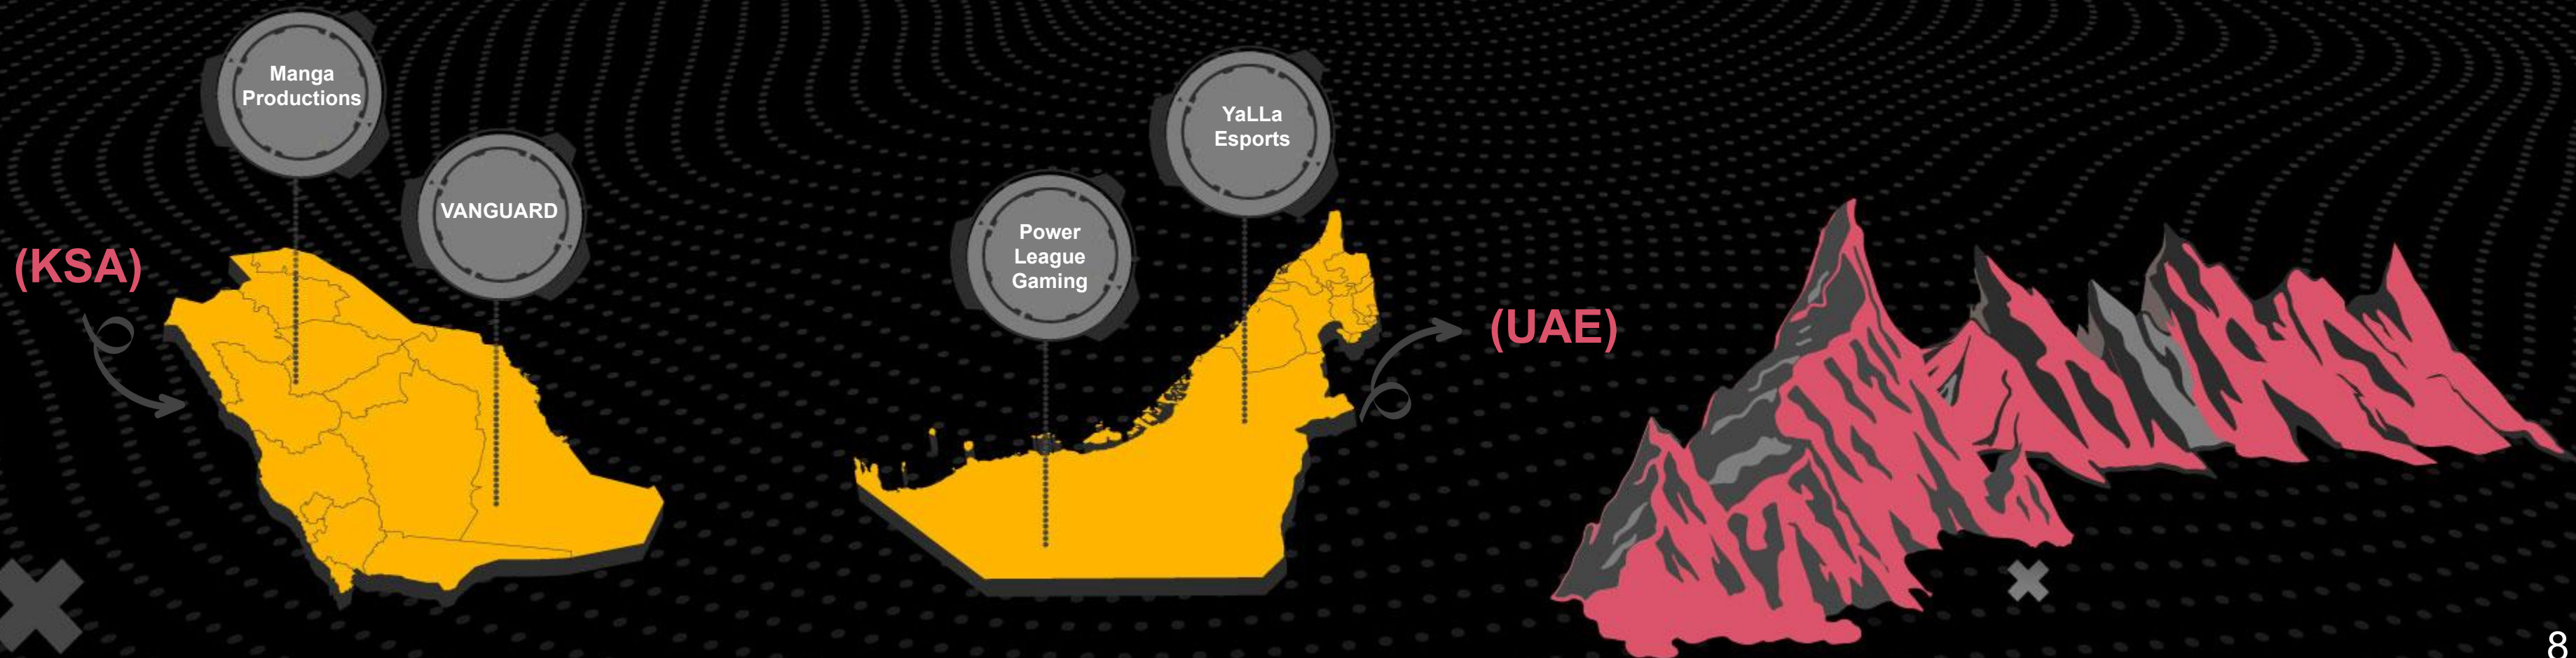 Manga
Productions
VANGUARD
(KSA)
YaLLa
Esports
Power
League
Gaming
(UAE)
8